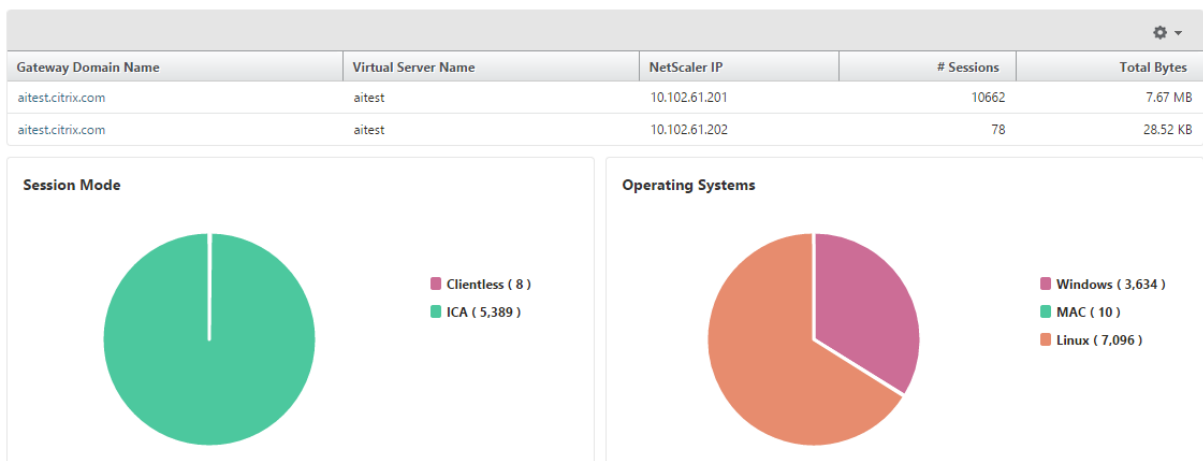 Gateway Domain Name Virtual Server Name NetScaler IP # Sessions Total Bytes
aitest.citrix.com aitest 10.102.61.201 10662 7.67 MB
aitest.citrix.com aitest 10.102.61.202 78 28.52 KB
Session Mode
Clientless ( 8 )
ICA ( 5,389 )
Operating Systems
Windows ( 3,634 )
MAC ( 10 )
Linux ( 7,096 )